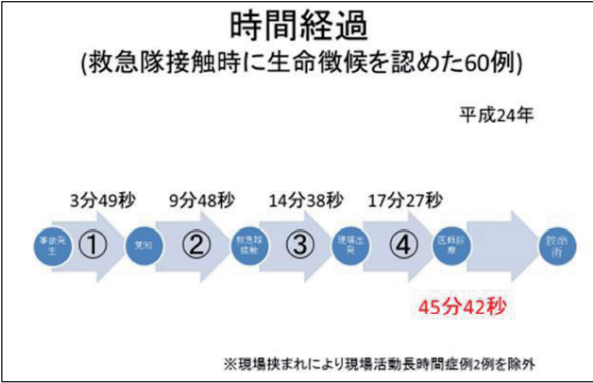 時間経過
(救急隊接触時に生命徴候を認めた60例)
平成24年
3分49秒
9分48秒
14分38秒
17分27秒
事故発生
①
覚知
②
救急隊接触
③
現場出発
④
医師診療
救命術
45分42秒
※現場挟まれにより現場活動長時間症例2例を除外